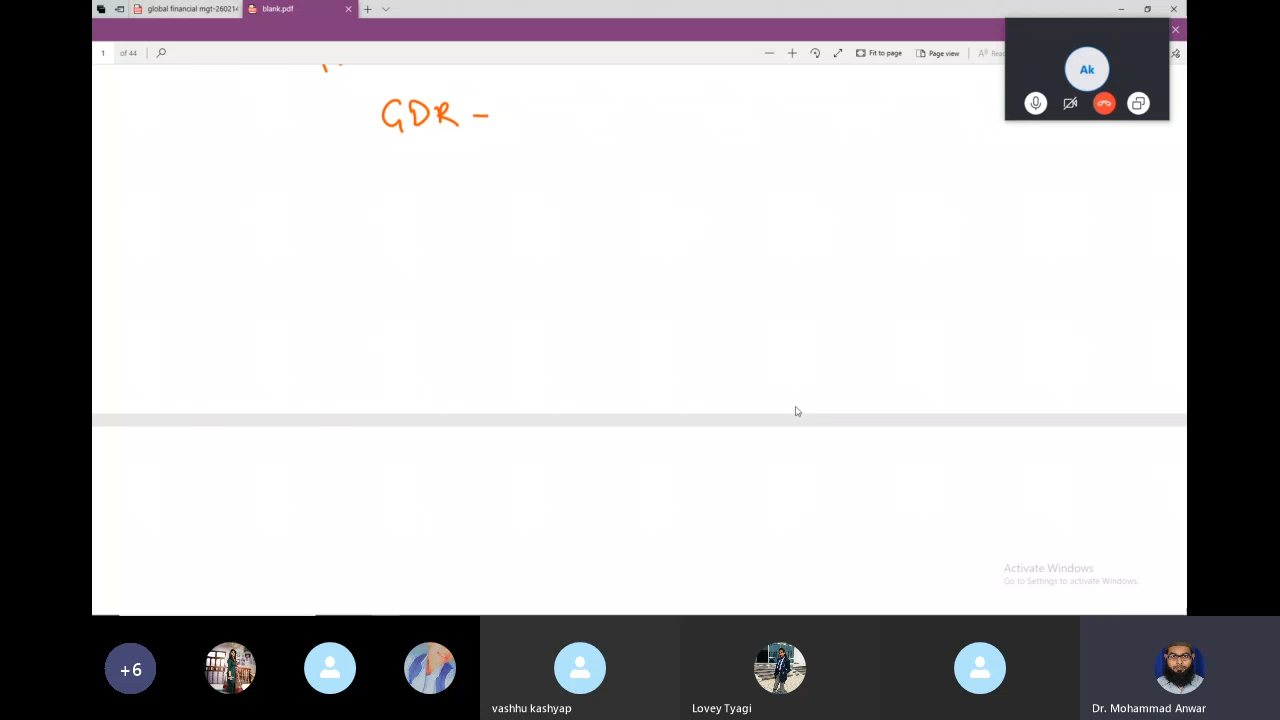 global financial mgt-260214
blank.pdf
1 of 44
Fit to page
Page view
A Read
Ak
GDR -
Activate Windows
Go to Settings to activate Windows.
+6
vashhu kashyap
Lovey Tyagi
Dr. Mohammad Anwar